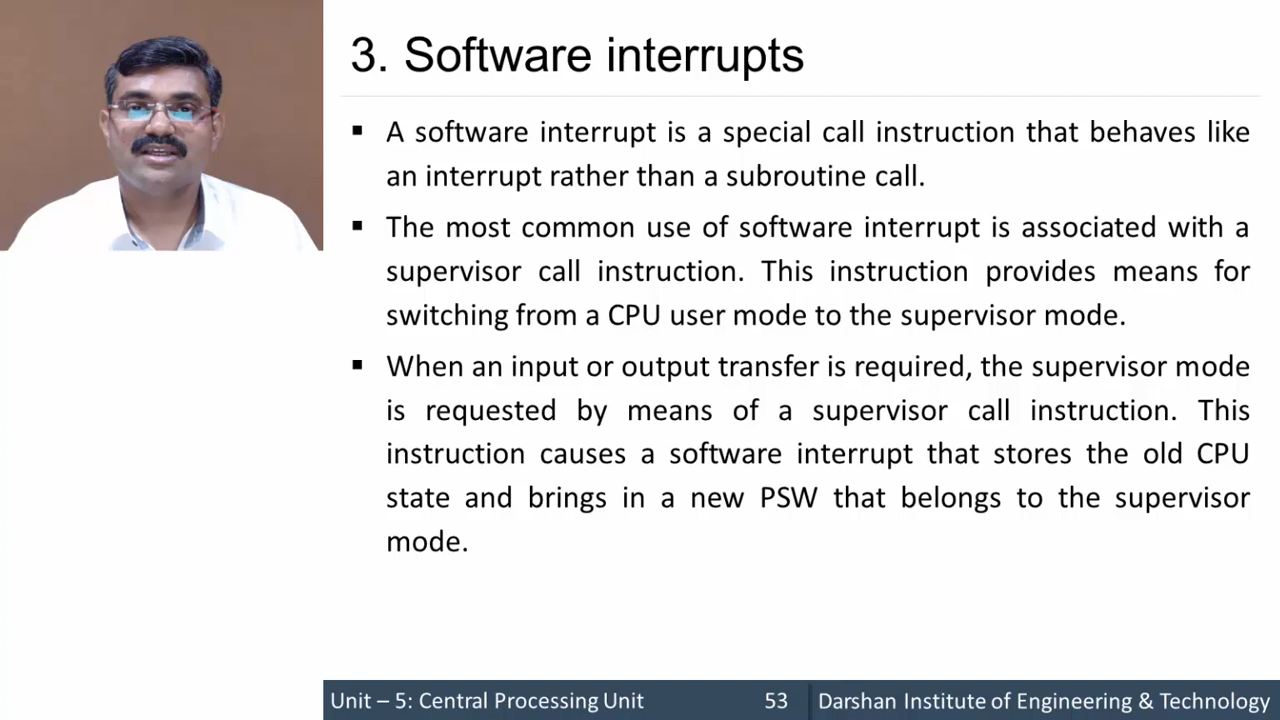 3. Software interrupts
▪ A software interrupt is a special call instruction that behaves like
an interrupt rather than a subroutine call.
▪ The most common use of software interrupt is associated with a
supervisor call instruction. This instruction provides means for
switching from a CPU user mode to the supervisor mode.
▪ When an input or output transfer is required, the supervisor mode
is requested by means of a supervisor call instruction. This
instruction causes a software interrupt that stores the old CPU
state and brings in a new PSW that belongs to the supervisor
mode.
Unit – 5: Central Processing Unit 53 Darshan Institute of Engineering & Technology